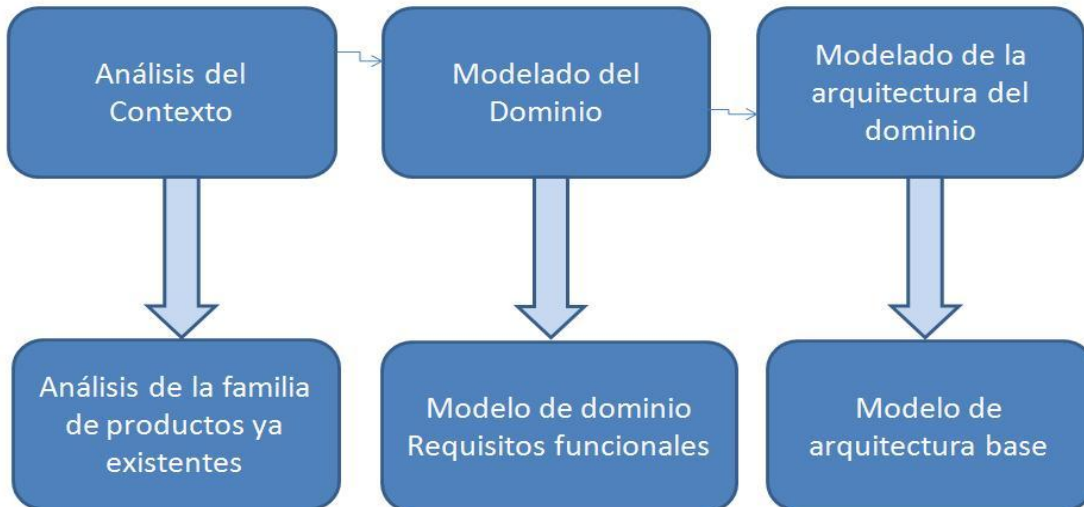 Análisis del
Contexto
Modelado del
Dominio
Modelado de la
arquitectura del
dominio
Análisis de la familia
de productos ya
existentes
Modelo de dominio
Requisitos funcionales
Modelo de
arquitectura base